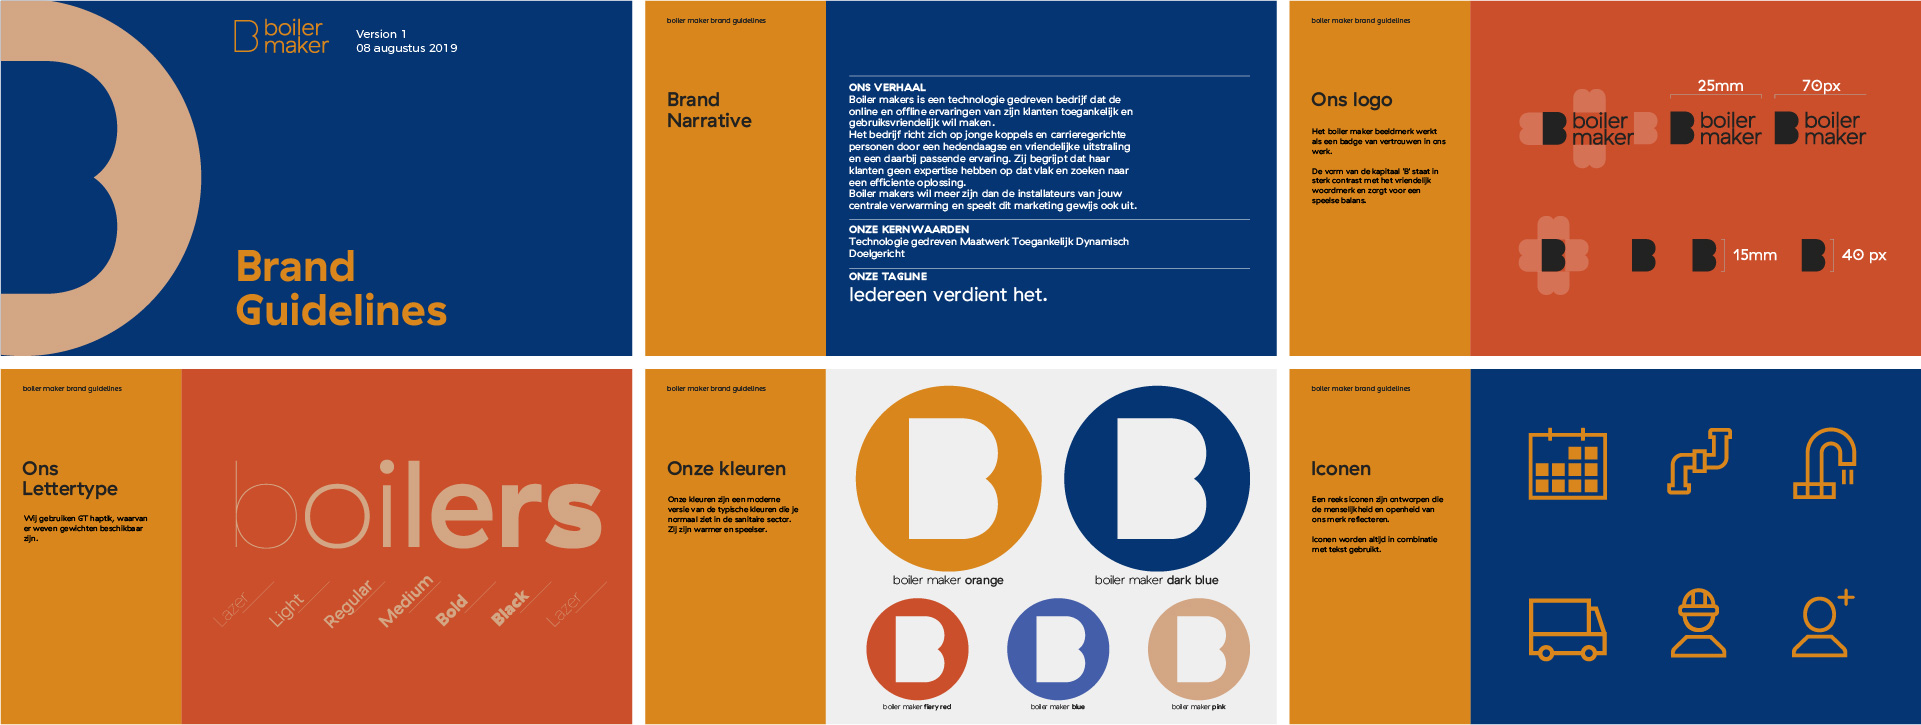 boiler
maker
Version 1
08 augustus 2019
Brand
Guidelines
boiler maker brand guidelines
Brand
Narrative
ONS VERHAAL
Boiler makers is een technologie gedreven bedrijf dat de
online en offline ervaringen van zijn klanten toegankelijk en
gebruiksvriendelijk wil maken.
Het bedrijf richt zich op jonge koppels en carrieregerichte
personen door een hedendaagse en vriendelijke uitstraling
en een daarbij passende ervaring. Zij begrijpt dat haar
klanten geen expertise hebben op dat vlak en zoeken naar
een efficiente oplossing.
Boiler makers wil meer zijn dan de installateurs van jouw
centrale verwarming en speelt dit marketing gewijs ook uit.
ONZE KERNWAARDEN
Technologie gedreven Maatwerk Toegankelijk Dynamisch
Doelgericht
ONZE TAGLINE
Iedereen verdient het.
boiler maker brand guidelines
Ons logo
Het boiler maker beeldmerk werkt
als een badge van vertrouwen in ons
werk.
De vorm van de kapitaal 'B' staat in
sterk contrast met het vriendelijk
woordmerk en zorgt voor een
speelse balans.
25mm
70px
boiler
maker
boiler
maker
boiler
maker
15mm
40 px
boiler maker brand guidelines
Ons
Lettertype
Wij gebruiken GT haptik, waarvan
er weven gewichten beschikbaar
zijn.
boilers
Lazer
Light
Regular
Medium
Bold
Black
Lazer
boiler maker brand guidelines
Onze kleuren
Onze kleuren zijn een moderne
versie van de typische kleuren die je
normaal ziet in de sanitaire sector.
Zij zijn warmer en speelser.
B
B
boiler maker orange
boiler maker dark blue
B
B
B
boiler maker fiery red
boiler maker blue
boiler maker pink
boiler maker brand guidelines
Iconen
Een reeks iconen zijn ontworpen die
de menselijkheid en openheid van
ons merk reflecteren.
Iconen worden altijd in combinatie
met tekst gebruikt.